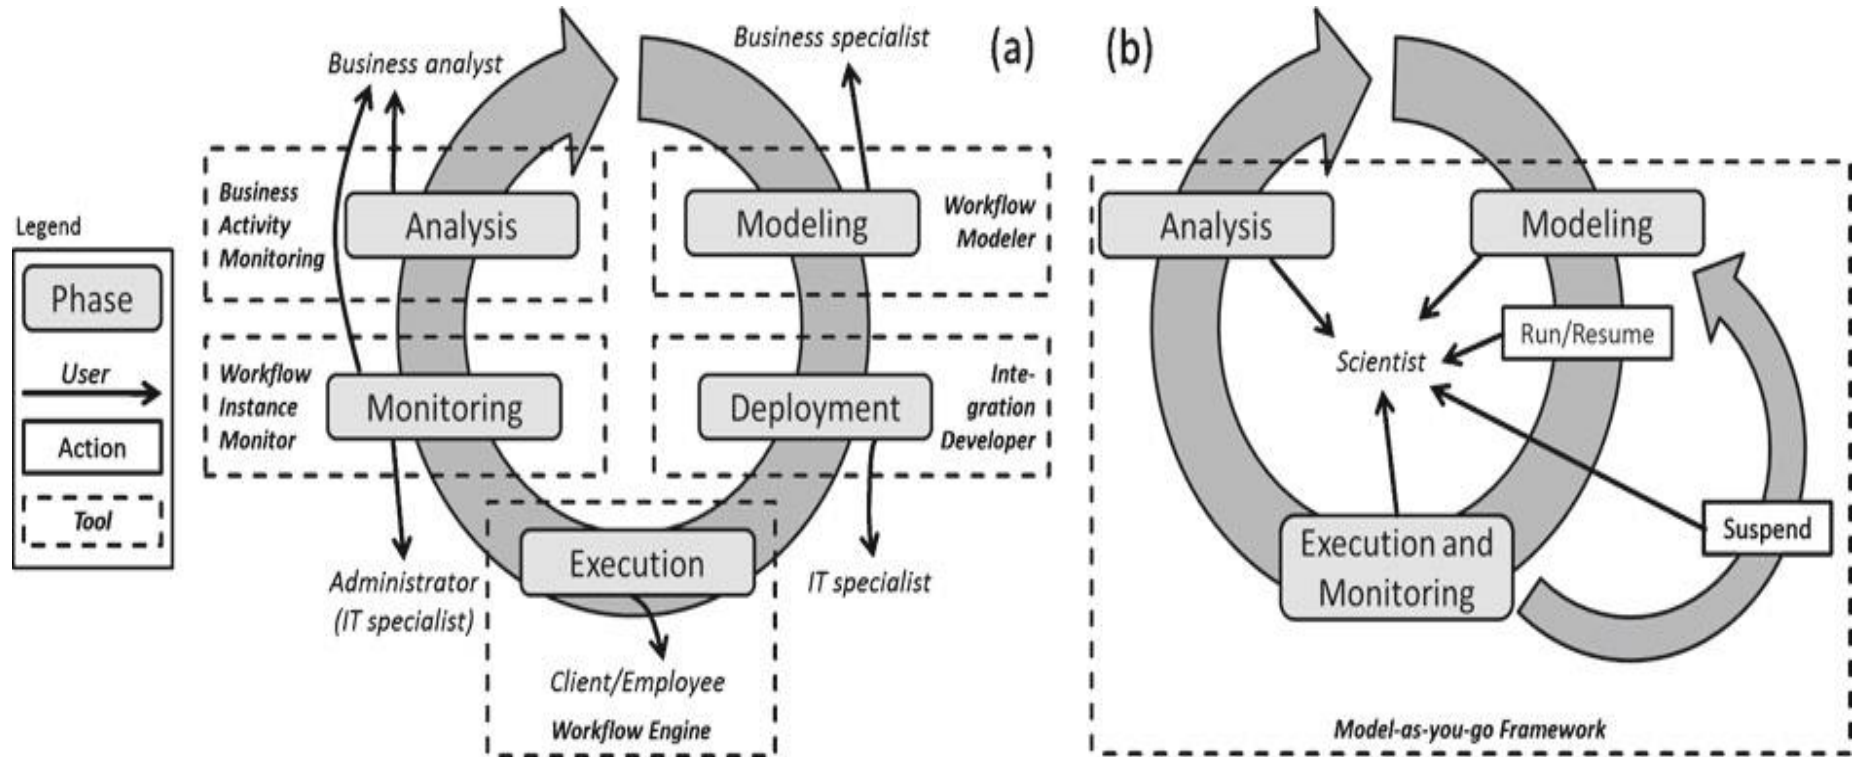 Legend
Phase
User
Action
Tool
(a)
Business analyst
Business specialist
Business
Activity
Monitoring
Analysis
Modeling
Workflow
Modeler
Workflow
Instance
Monitor
Monitoring
Deployment
Inte-
gration
Developer
Execution
Administrator
(IT specialist)
IT specialist
Client/Employee
Workflow Engine
(b)
Analysis
Modeling
Run/Resume
Scientist
Suspend
Execution and
Monitoring
Model-as-you-go Framework